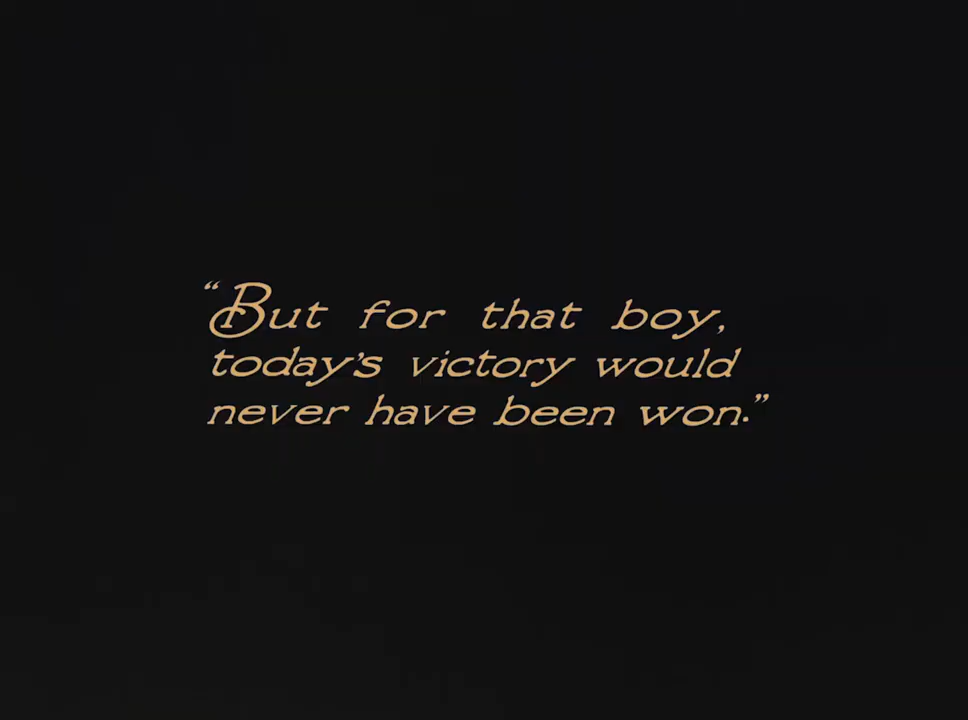 “But for that boy,
today’s victory would
never have been won.”